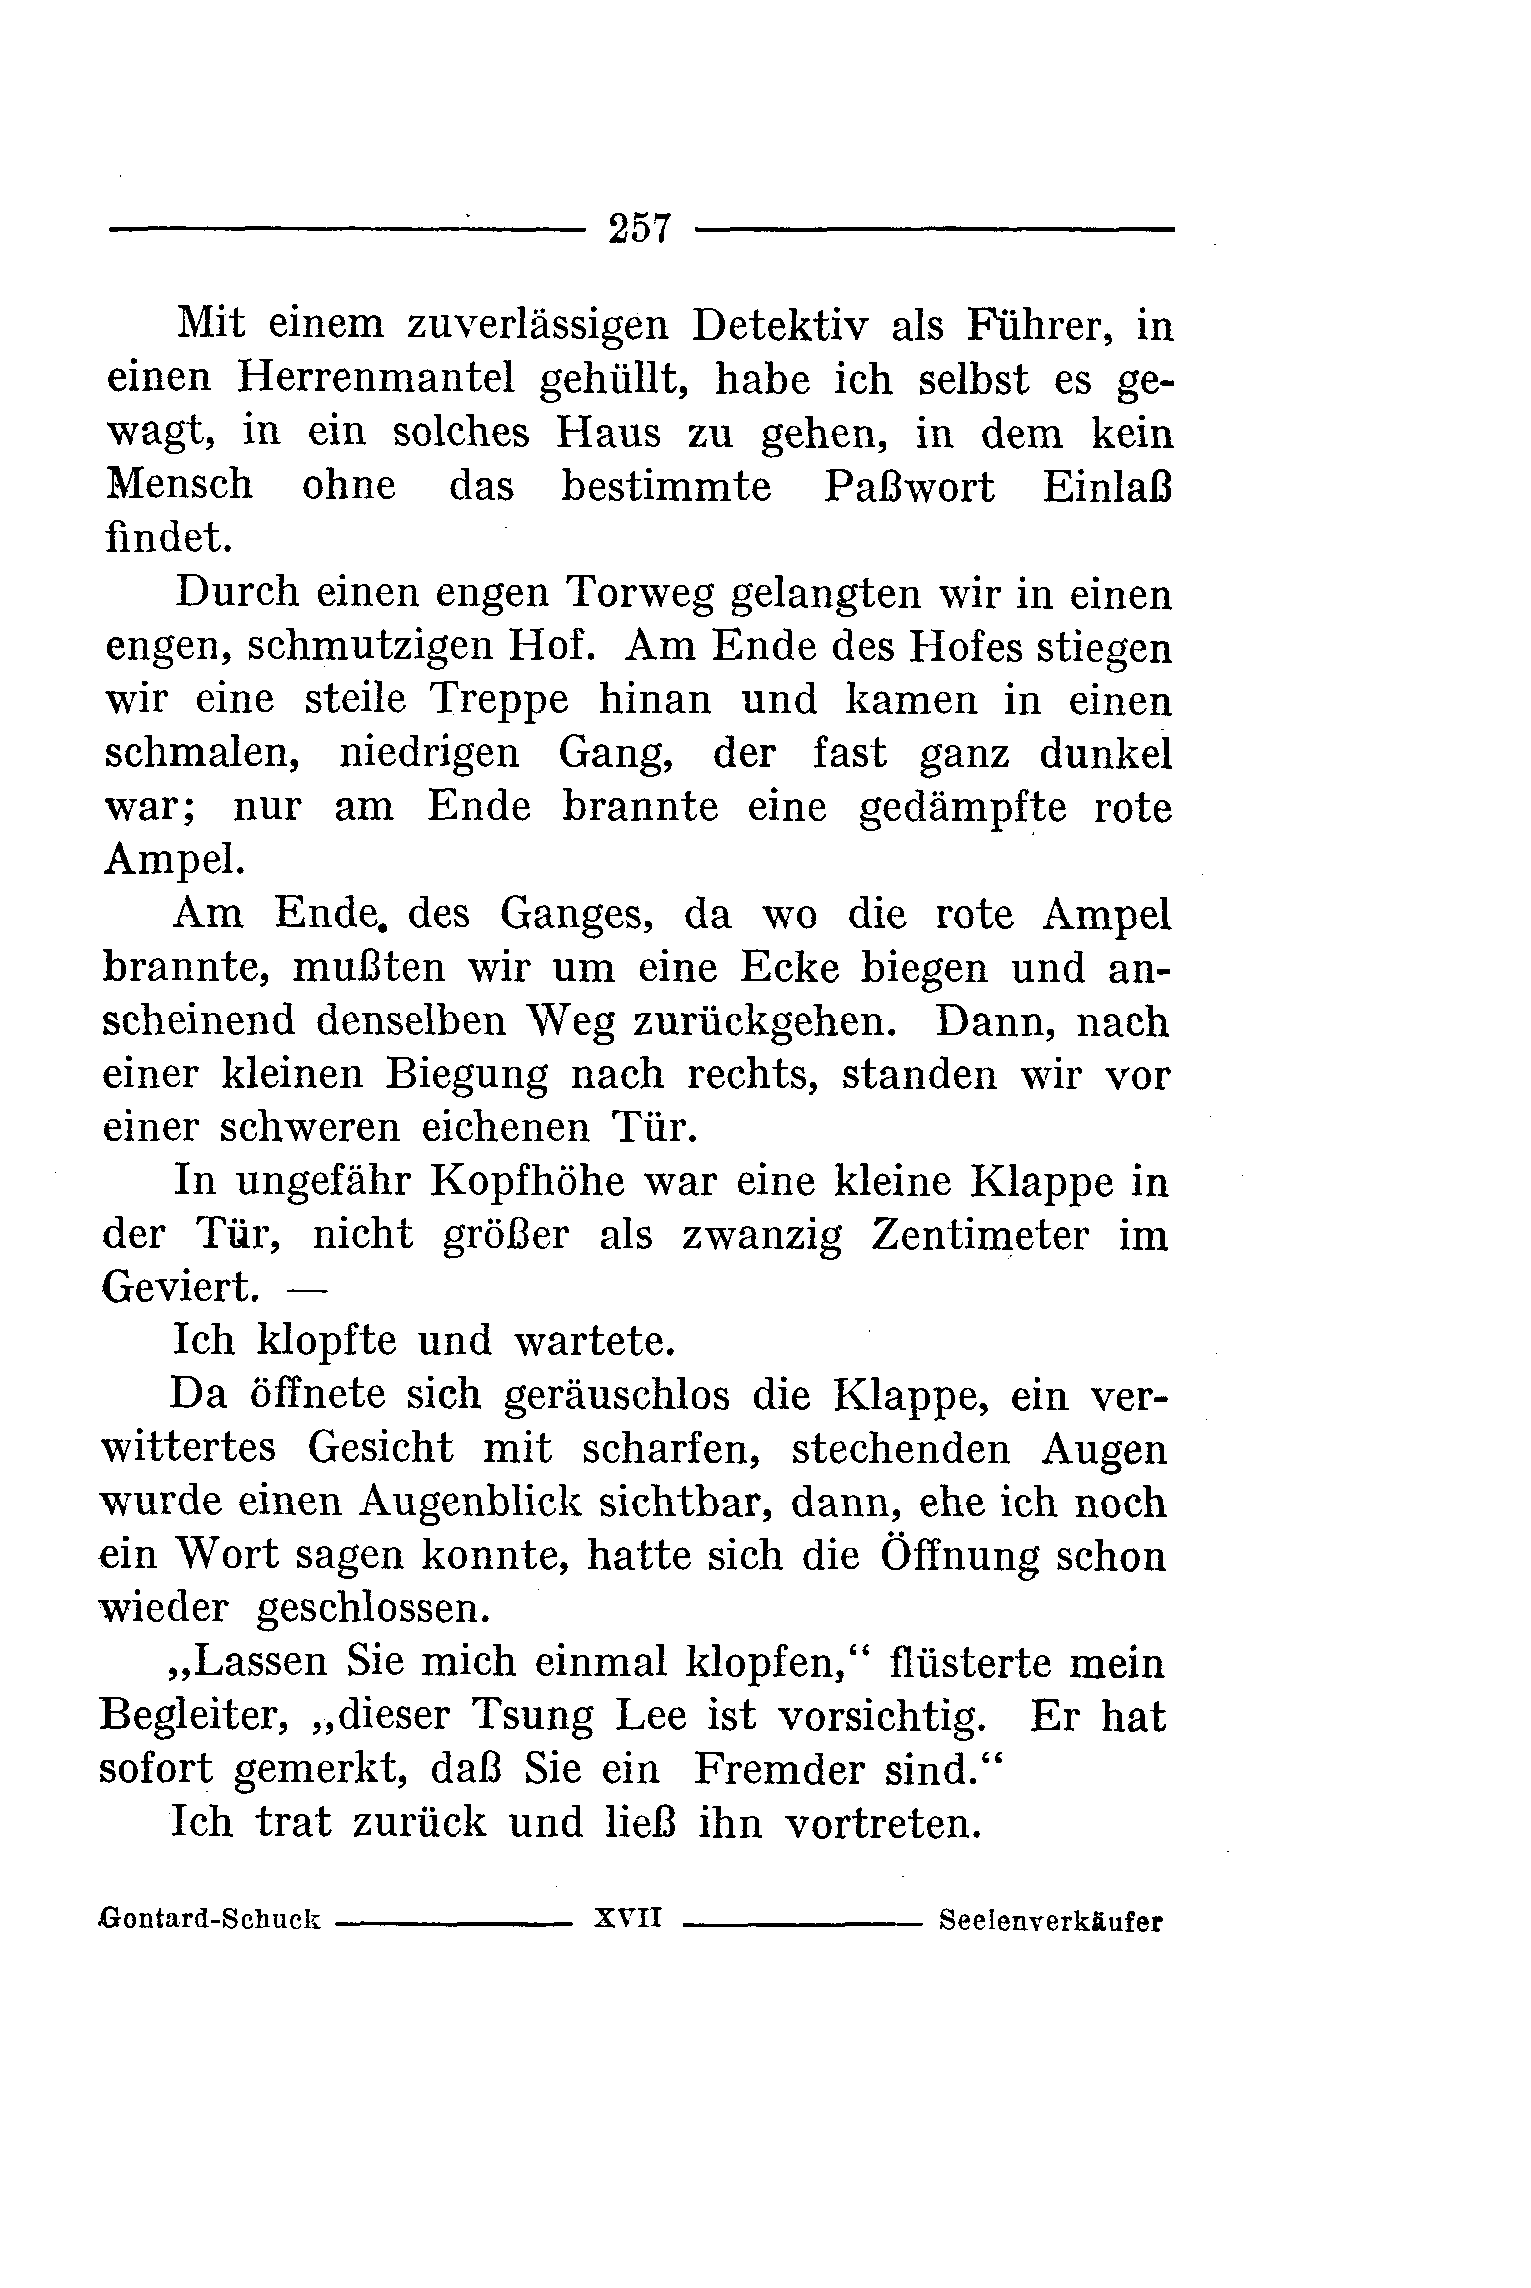 257
Mit einem zuverlässigen Detektiv als Führer, in
einen Herrenmantel gehüllt, habe ich selbst es ge-
wagt, in ein solches Haus zu gehen, in dem kein
Mensch ohne das bestimmte Paßwort Einlaß
findet.
Durch einen engen Torweg gelangten wir in einen
engen, schmutzigen Hof. Am Ende des Hofes stiegen
wir eine steile Treppe hinan und kamen in einen
schmalen, niedrigen Gang, der fast ganz dunkel
war; nur am Ende brannte eine gedämpfte rote
Ampel.
Am Ende. des Ganges, da wo die rote Ampel
brannte, mußten wir um eine Ecke biegen und an-
scheinend denselben Weg zurückgehen. Dann, nach
einer kleinen Biegung nach rechts, standen wir vor
einer schweren eichenen Tür.
In ungefähr Kopfhöhe war eine kleine Klappe in
der Tür, nicht größer als zwanzig Zentimeter im
Geviert. —
Ich klopfte und wartete.
Da öffnete sich geräuschlos die Klappe, ein ver-
wittertes Gesicht mit scharfen, stechenden Augen
wurde einen Augenblick sichtbar, dann, ehe ich noch
ein Wort sagen konnte, hatte sich die Öffnung schon
wieder geschlossen.
„Lassen Sie mich einmal klopfen,“ flüsterte mein
Begleiter, „dieser Tsung Lee ist vorsichtig. Er hat
sofort gemerkt, daß Sie ein Fremder sind.“
Ich trat zurück und ließ ihn vortreten.
Gontard-Schuck XVII Seelenverkäufer